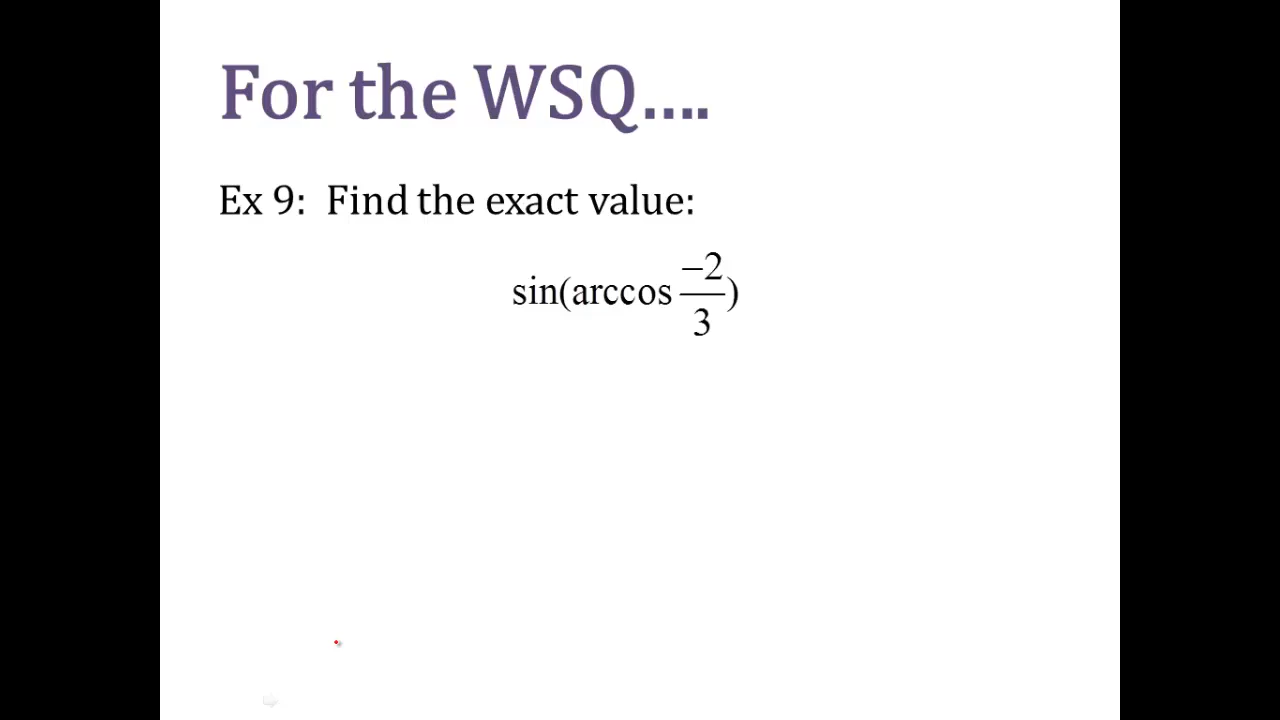 For the WSQ....
Ex 9:  Find the exact value:
sin(arccos −2/3)